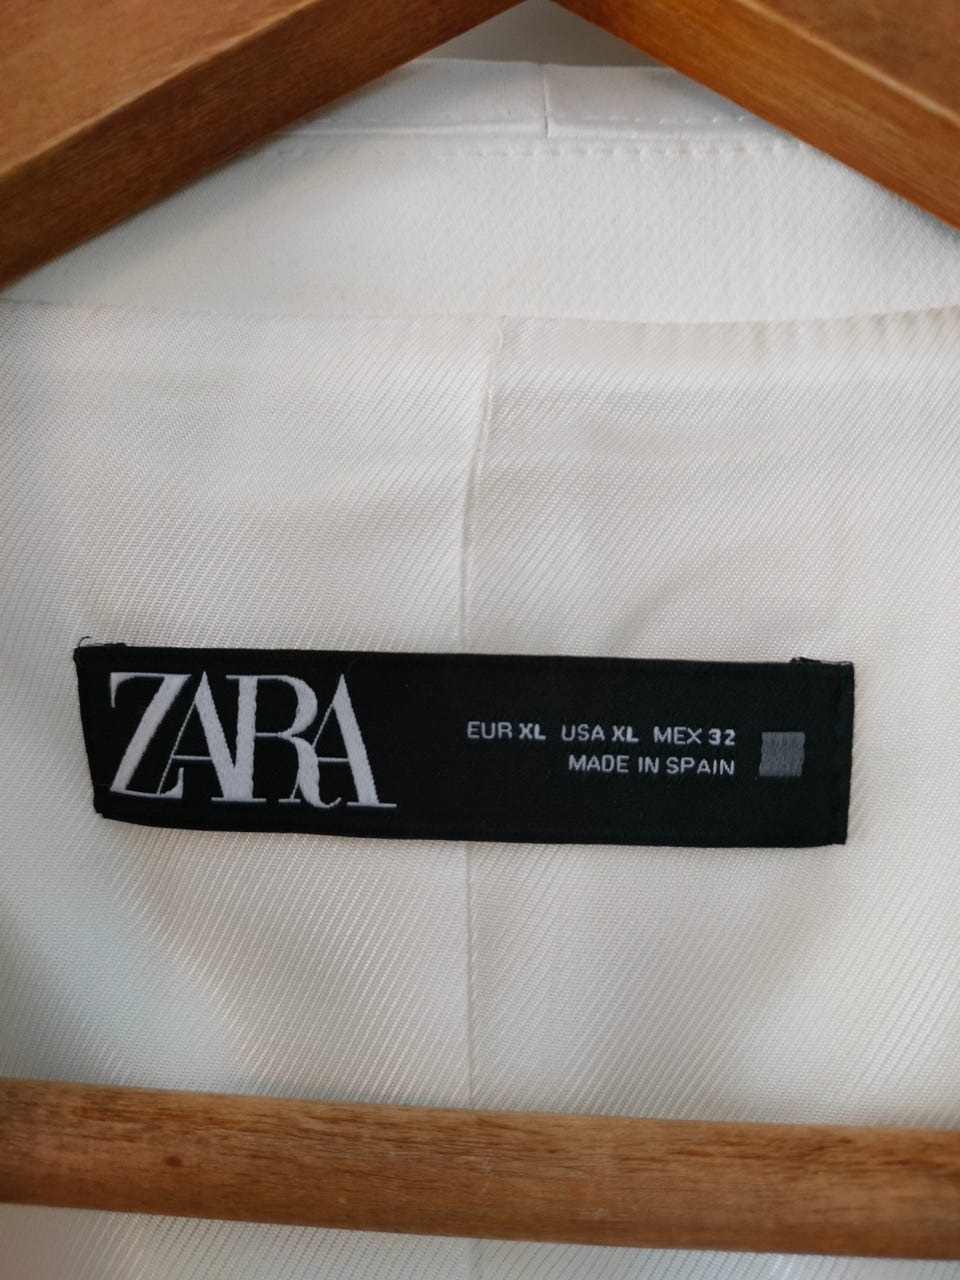 ZARA
EUR XL USA XL MEX 32
MADE IN SPAIN